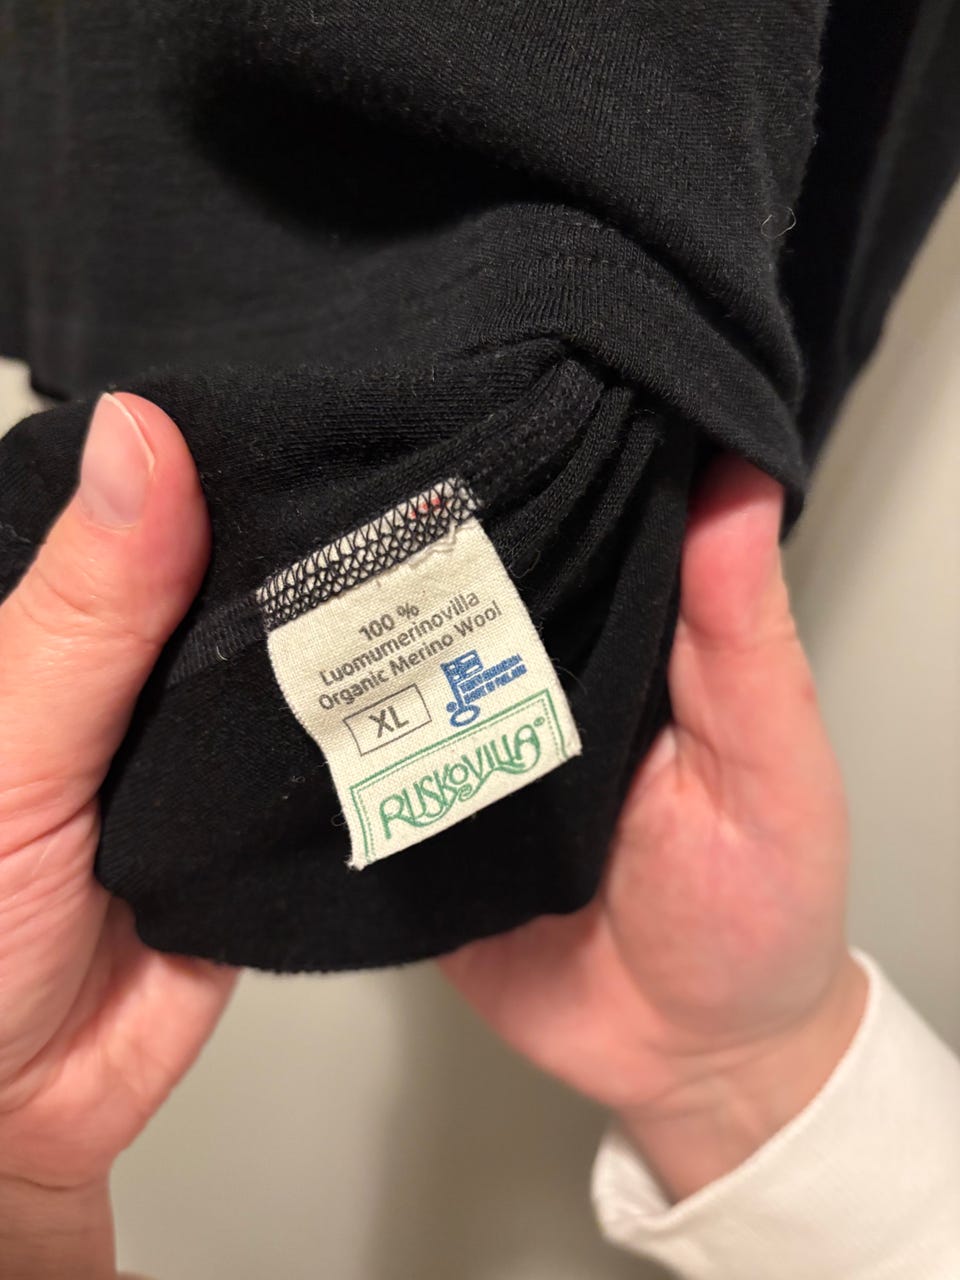 100 %
Luomumerinovilla
Organic Merino Wool
XL
RUSKOVILLA®